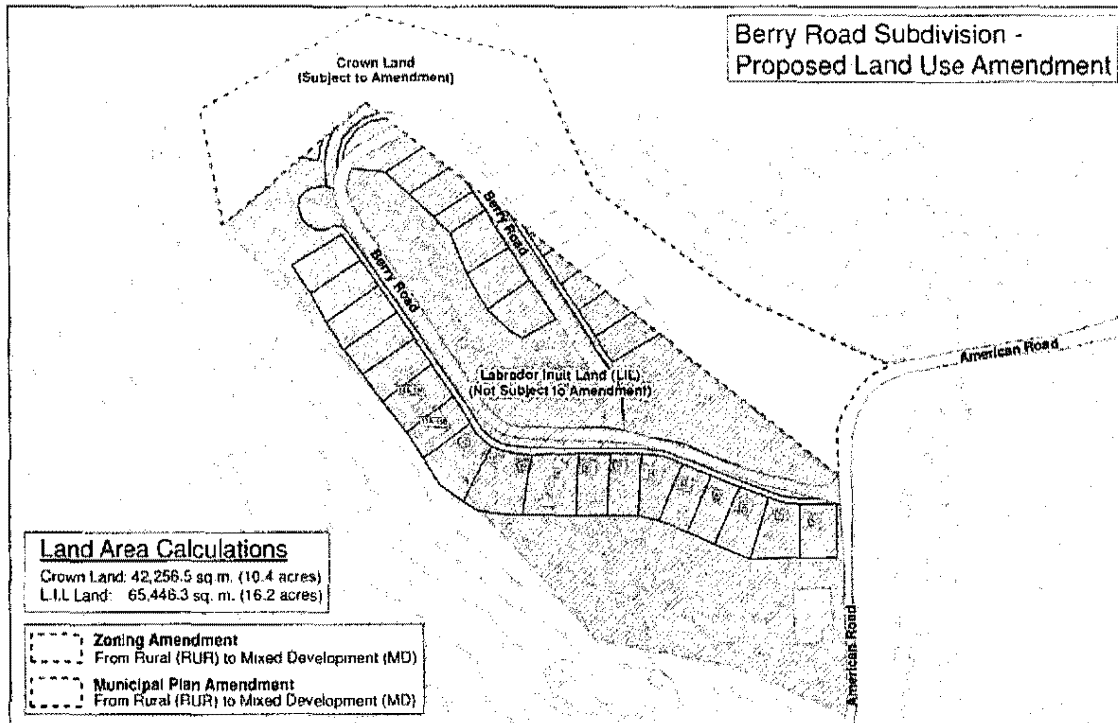 Berry Road Subdivision -
Proposed Land Use Amendment
Crown Land
(Subject to Amendment)
Berry Road
Berry Road
American Road
Labrador Inuit Land (LIL)
(Not Subject to Amendment)
American Road
Land Area Calculations
Crown Land: 42,256.5 sq m. (10.4 acres)
L.I.L Land: 65,446.3 sq. m. (16.2 acres)
Zoning Amendment
From Rural (RUR) to Mixed Development (MD)
Municipal Plan Amendment
From Rural (RUR) to Mixed Development (MD)